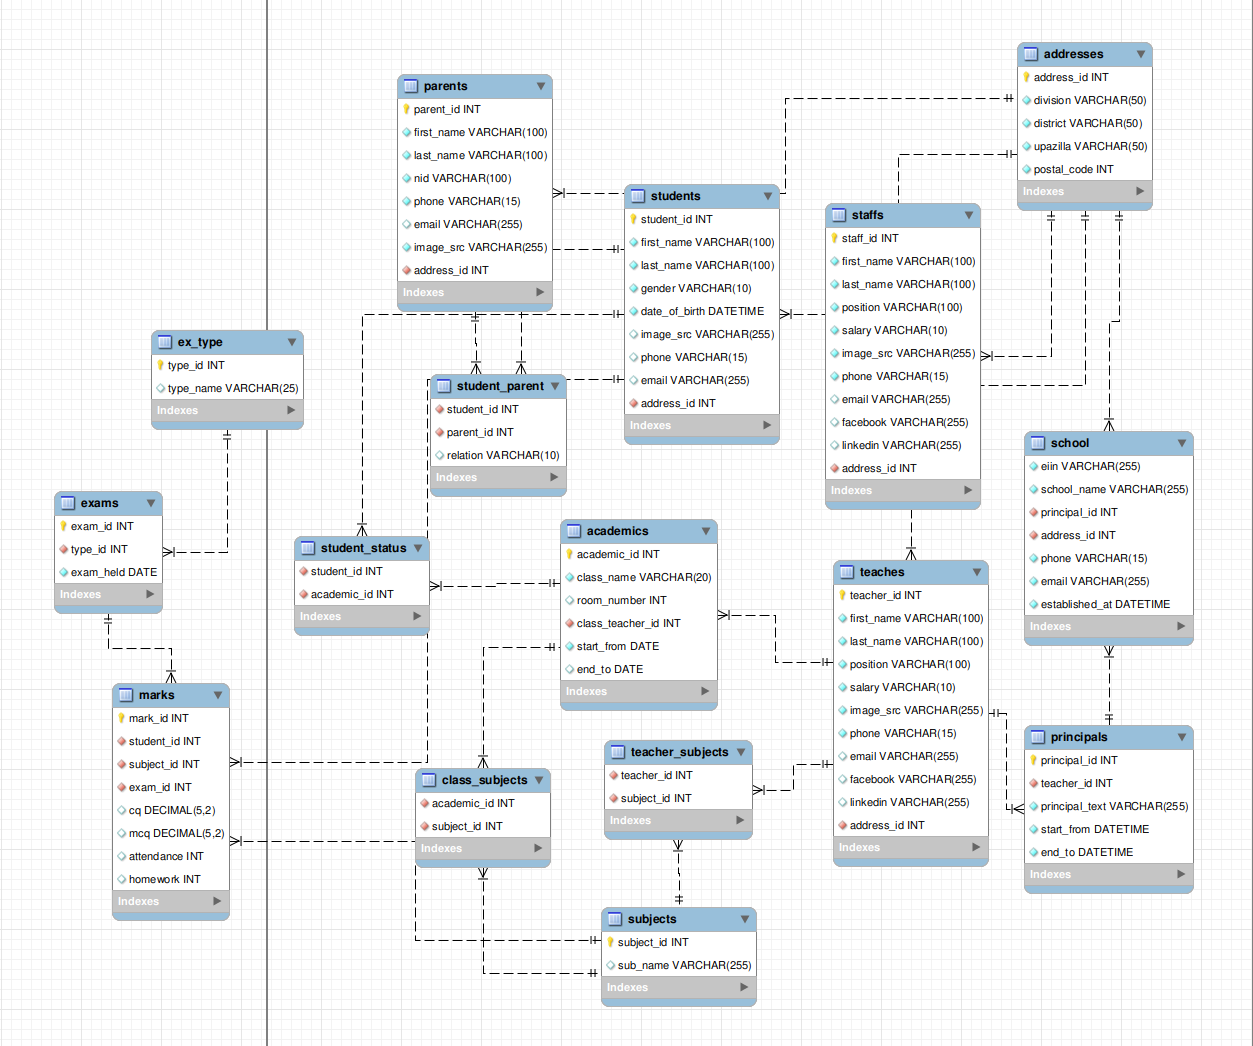 addresses
address_id INT
division VARCHAR(50)
district VARCHAR(50)
upazilla VARCHAR(50)
postal_code INT
Indexes
parents
parent_id INT
first_name VARCHAR(100)
last_name VARCHAR(100)
nid VARCHAR(100)
phone VARCHAR(15)
email VARCHAR(255)
image_src VARCHAR(255)
address_id INT
Indexes
students
student_id INT
first_name VARCHAR(100)
last_name VARCHAR(100)
gender VARCHAR(10)
date_of_birth DATETIME
image_src VARCHAR(255)
phone VARCHAR(15)
email VARCHAR(255)
address_id INT
Indexes
staffs
staff_id INT
first_name VARCHAR(100)
last_name VARCHAR(100)
position VARCHAR(100)
salary VARCHAR(10)
image_src VARCHAR(255)
phone VARCHAR(15)
email VARCHAR(255)
facebook VARCHAR(255)
linkedin VARCHAR(255)
address_id INT
Indexes
ex_type
type_id INT
type_name VARCHAR(25)
Indexes
student_parent
student_id INT
parent_id INT
relation VARCHAR(10)
Indexes
school
eiin VARCHAR(255)
school_name VARCHAR(255)
principal_id INT
address_id INT
phone VARCHAR(15)
email VARCHAR(255)
established_at DATETIME
Indexes
exams
exam_id INT
type_id INT
exam_held DATE
Indexes
student_status
student_id INT
academic_id INT
Indexes
academics
academic_id INT
class_name VARCHAR(20)
room_number INT
class_teacher_id INT
start_from DATE
end_to DATE
Indexes
teaches
teacher_id INT
first_name VARCHAR(100)
last_name VARCHAR(100)
position VARCHAR(100)
salary VARCHAR(10)
image_src VARCHAR(255)
phone VARCHAR(15)
email VARCHAR(255)
facebook VARCHAR(255)
linkedin VARCHAR(255)
address_id INT
Indexes
marks
mark_id INT
student_id INT
subject_id INT
exam_id INT
cq DECIMAL(5,2)
mcq DECIMAL(5,2)
attendance INT
homework INT
Indexes
class_subjects
academic_id INT
subject_id INT
Indexes
teacher_subjects
teacher_id INT
subject_id INT
Indexes
principals
principal_id INT
teacher_id INT
principal_text VARCHAR(255)
start_from DATETIME
end_to DATETIME
Indexes
subjects
subject_id INT
sub_name VARCHAR(255)
Indexes